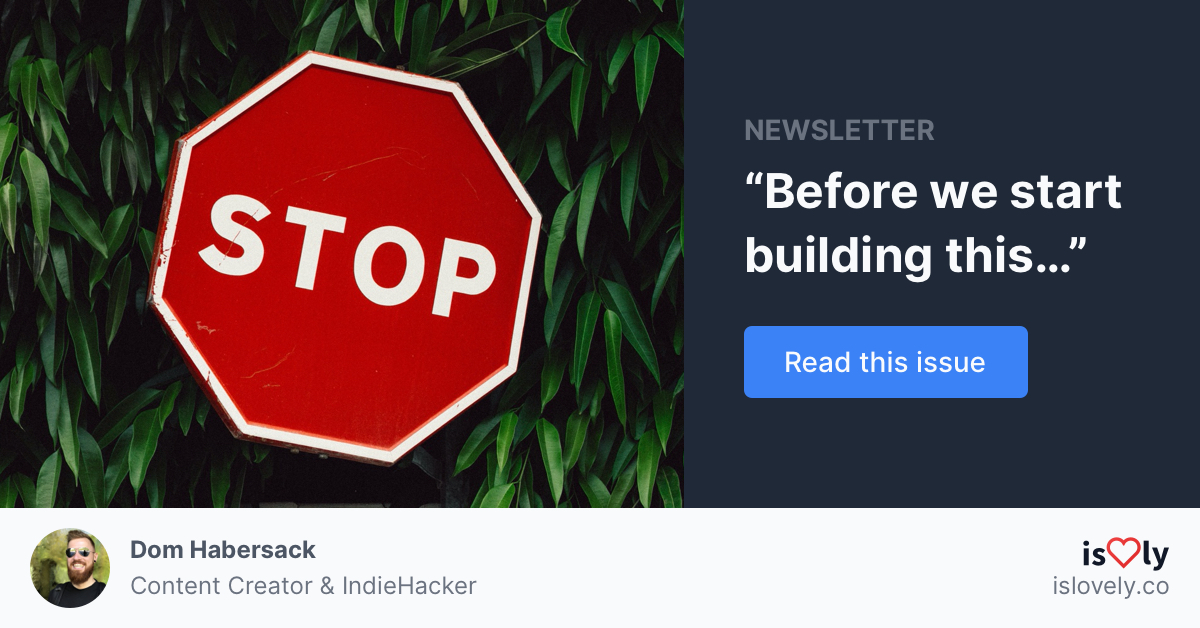 STOP
NEWSLETTER
“Before we start
building this...”
Read this issue
Dom Habersack
Content Creator & IndieHacker
is♡ly
islovely.co